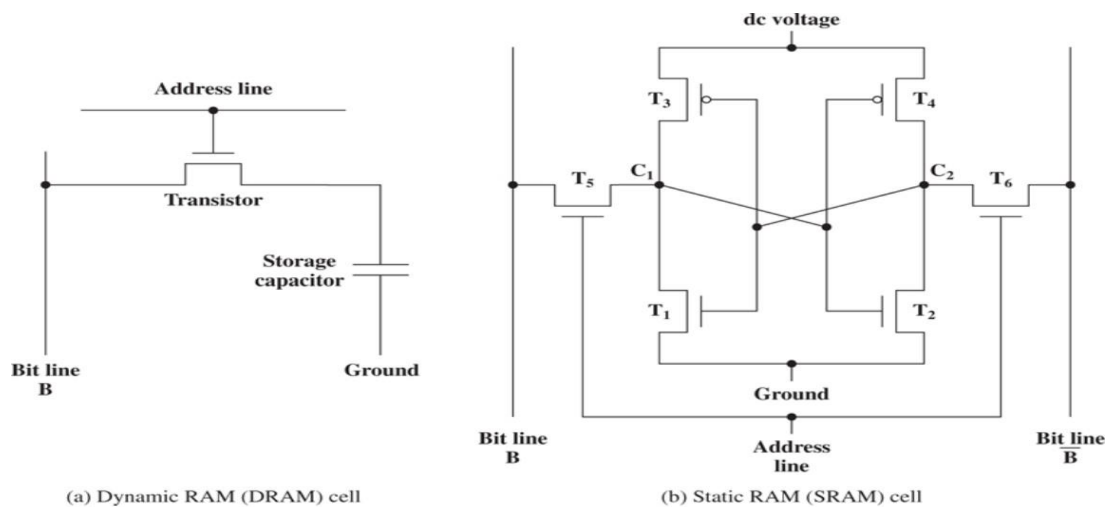 Address line
Transistor
Storage
capacitor
Bit line
B
Ground
(a) Dynamic RAM (DRAM) cell
dc voltage
T₃
T₄
T₅
C₁
C₂
T₆
T₁
T₂
Ground
Bit line
B
Address
line
Bit line
B̅
(b) Static RAM (SRAM) cell